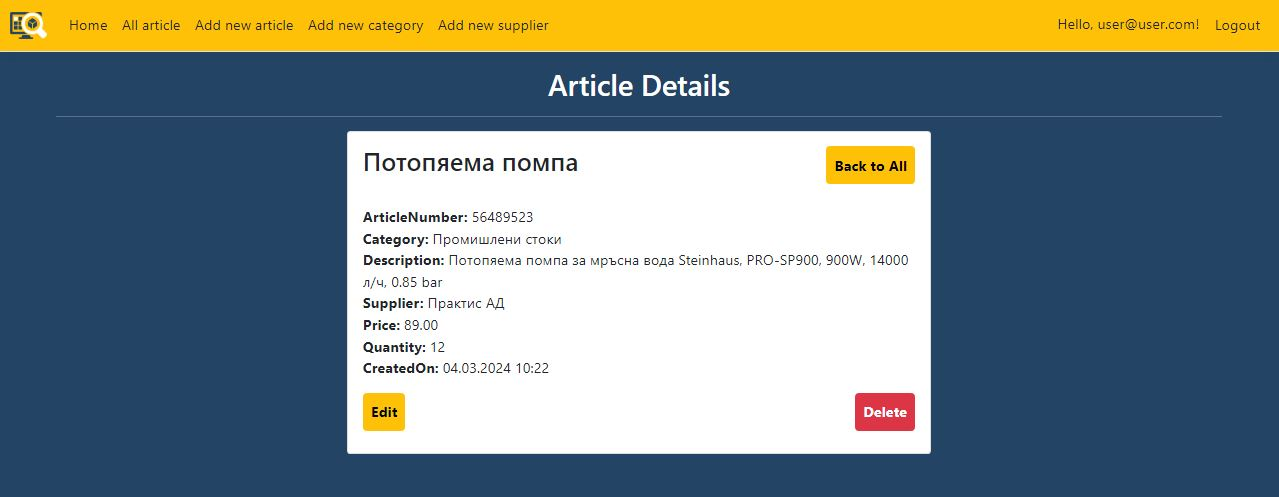 Home All article Add new article Add new category Add new supplier Hello, user@user.com! Logout
Article Details
Потопяема помпа Back to All
ArticleNumber: 56489523
Category: Промишлени стоки
Description: Потопяема помпа за мръсна вода Steinhaus, PRO-SP900, 900W, 14000
л/ч, 0.85 bar
Supplier: Практис АД
Price: 89.00
Quantity: 12
CreatedOn: 04.03.2024 10:22
Edit Delete